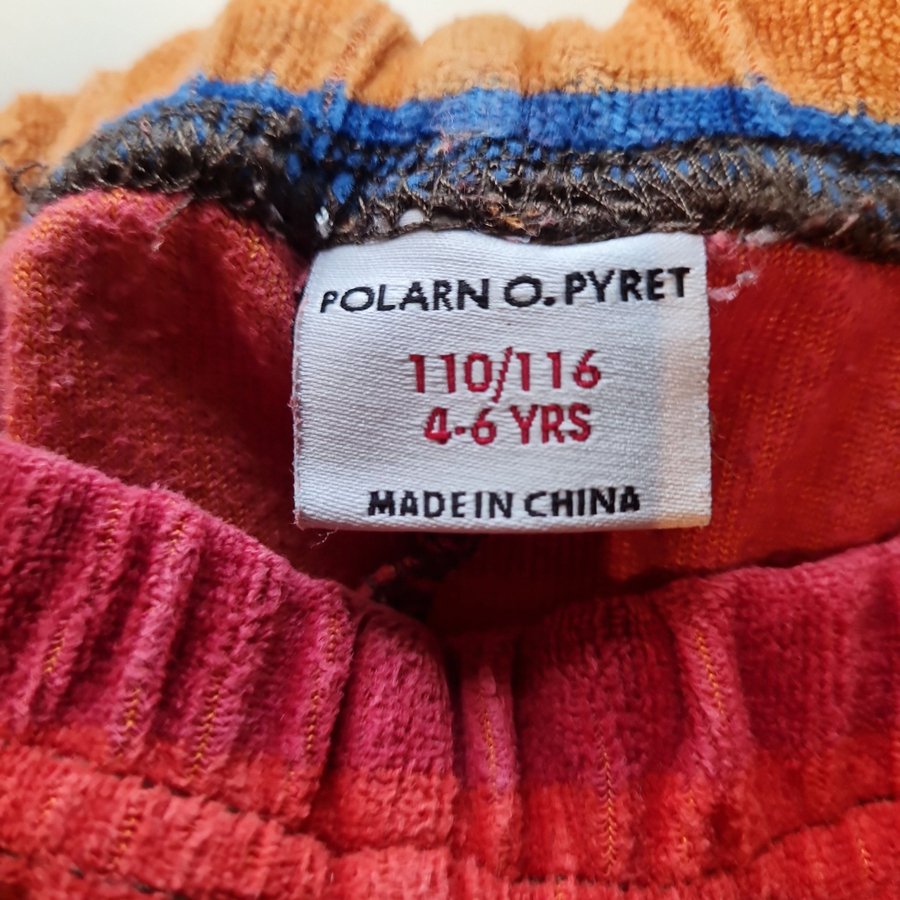 POLARN O. PYRET
110/116
4-6 YRS
MADE IN CHINA